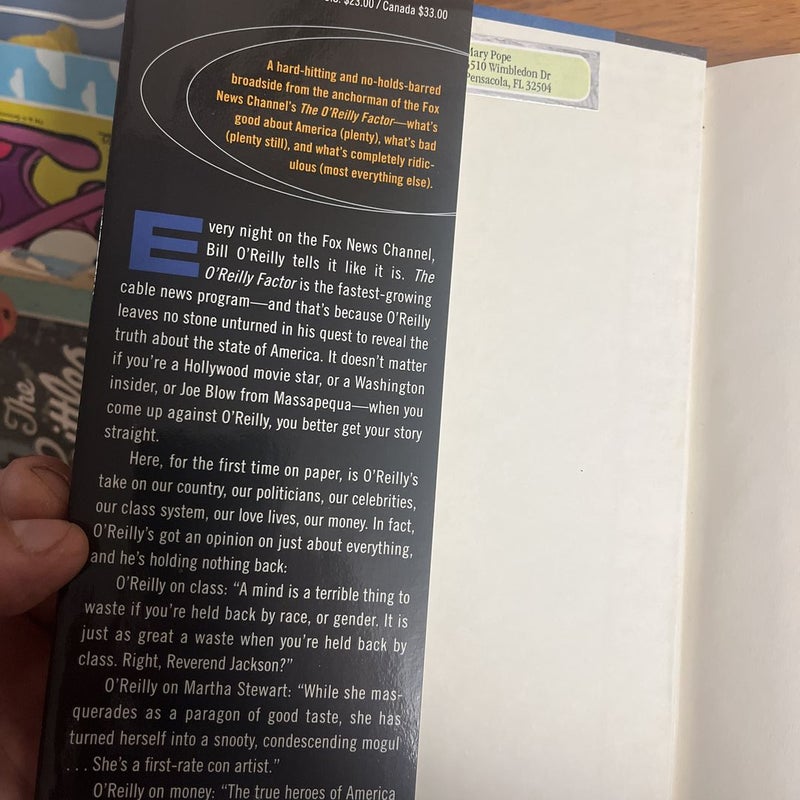 $23.00 / Canada $33.00
A hard-hitting and no-holds-barred
broadside from the anchorman of the Fox
News Channel's The O'Reilly Factor—what's
good about America (plenty), what's bad
(plenty still), and what's completely ridic-
ulous (most everything else).
Every night on the Fox News Channel,
Bill O'Reilly tells it like it is. The
O'Reilly Factor is the fastest-growing
cable news program—and that's because O'Reilly
leaves no stone unturned in his quest to reveal the
truth about the state of America. It doesn't matter
if you're a Hollywood movie star, or a Washington
insider, or Joe Blow from Massapequa—when you
come up against O'Reilly, you better get your story
straight.
Here, for the first time on paper, is O'Reilly's
take on our country, our politicians, our celebrities,
our class system, our love lives, our money. In fact,
O'Reilly's got an opinion on just about everything,
and he's holding nothing back:
O'Reilly on class: "A mind is a terrible thing to
waste if you're held back by race, or gender. It is
just as great a waste when you're held back by
class. Right, Reverend Jackson?"
O'Reilly on Martha Stewart: "While she mas-
querades as a paragon of good taste, she has
turned herself into a snooty, condescending mogul
. . . She's a first-rate con artist."
O'Reilly on money: "The true heroes of America
Mary Pope
510 Wimbledon Dr
Pensacola, FL 32504
The